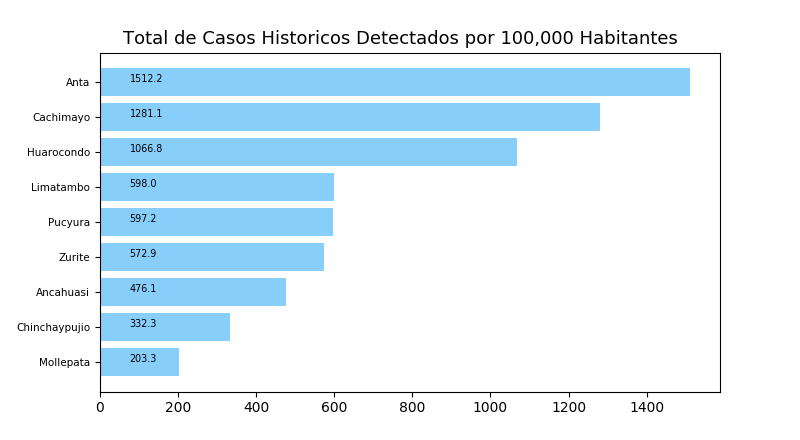 Total de Casos Historicos Detectados por 100,000 Habitantes
Anta 1512.2
Cachimayo 1281.1
Huarocondo 1066.8
Limatambo 598.0
Pucyura 597.2
Zurite 572.9
Ancahuasi 476.1
Chinchaypujio 332.3
Mollepata 203.3
0 200 400 600 800 1000 1200 1400